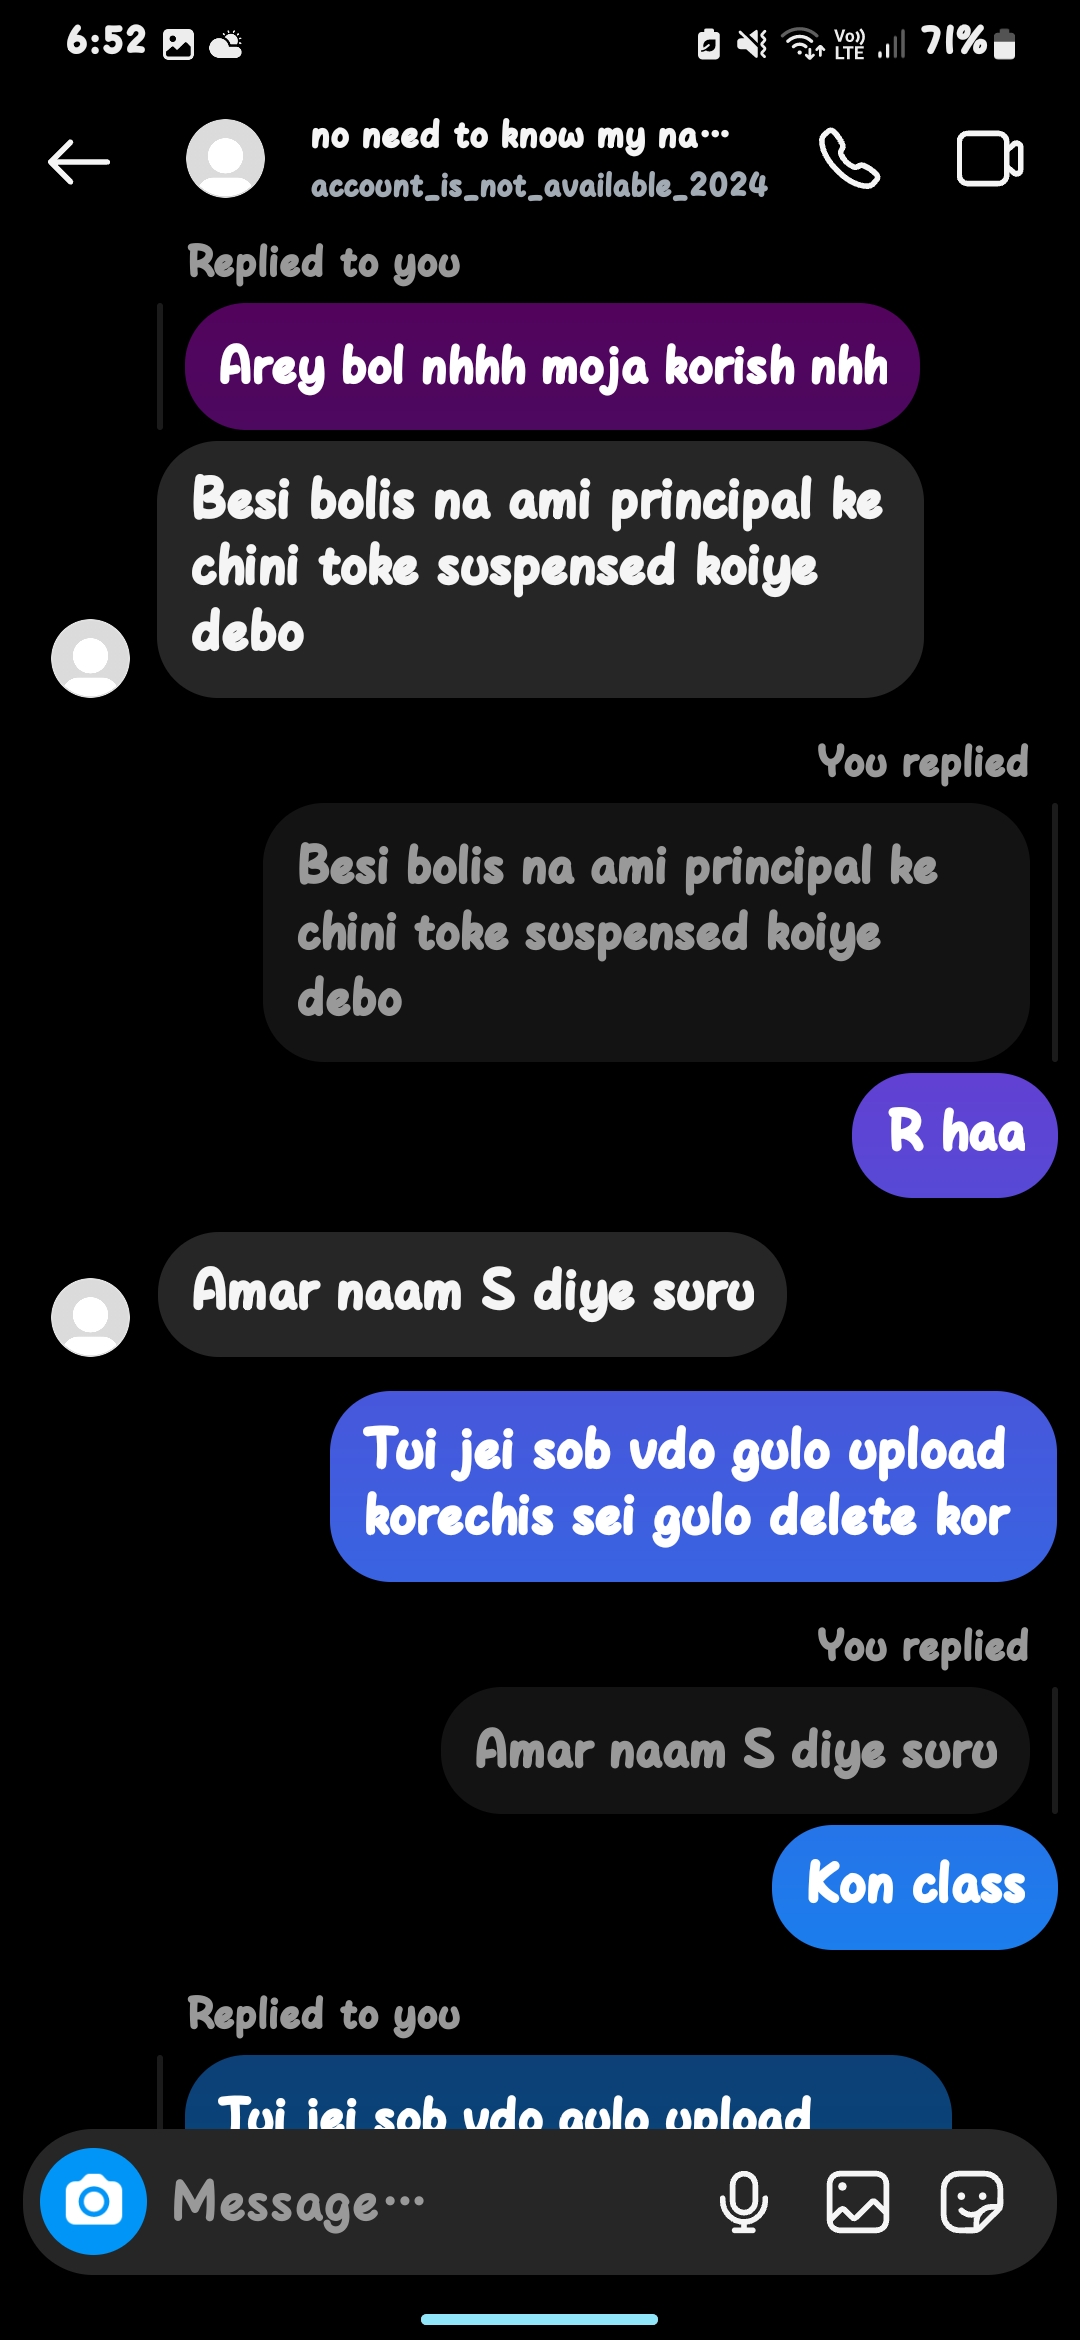 6:52
Vo)) LTE 71%
no need to know my na...
account_is_not_available_2024
Replied to you
Arey bol nhhh moja korish nhh
Besi bolis na ami principal ke
chini toke suspensed koiye
debo
You replied
Besi bolis na ami principal ke
chini toke suspensed koiye
debo
R haa
Amar naam S diye suru
Tui jei sob vdo gulo upload
korechis sei gulo delete kor
You replied
Amar naam S diye suru
Kon class
Replied to you
Tui jei sob vdo gulo upload
Message...